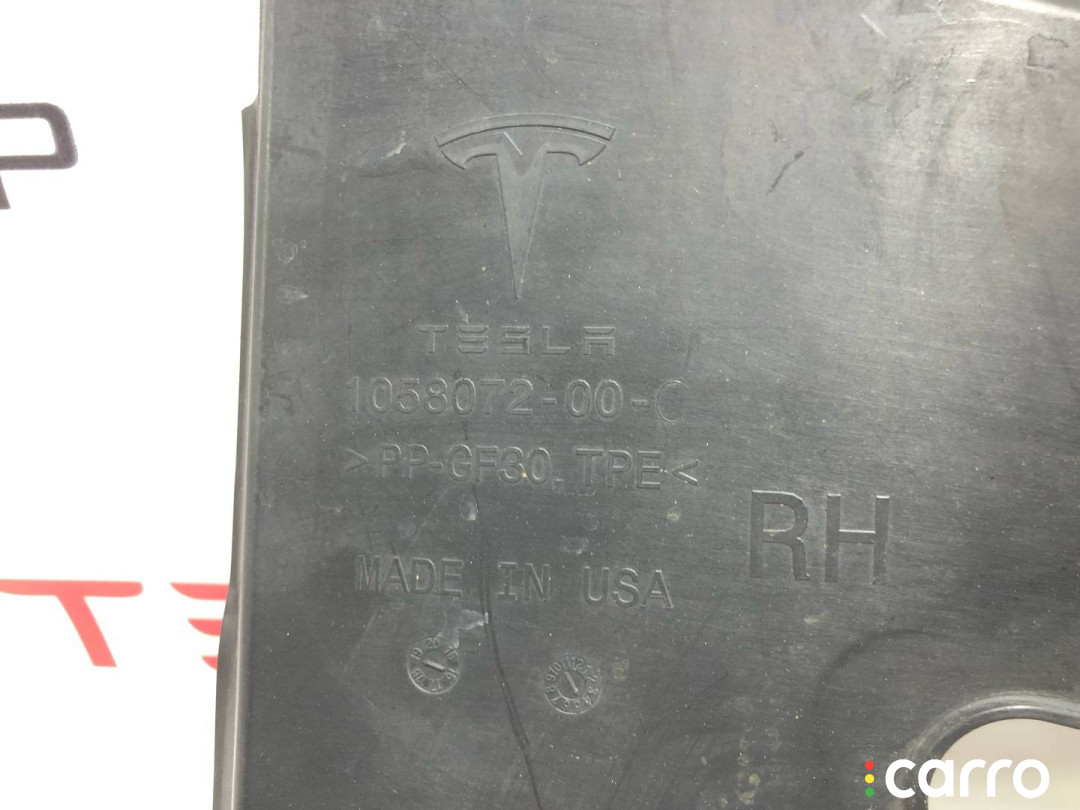 TESLA
1058072-00-C
>PP-GF30, TPE<
RH
MADE IN USA
carro